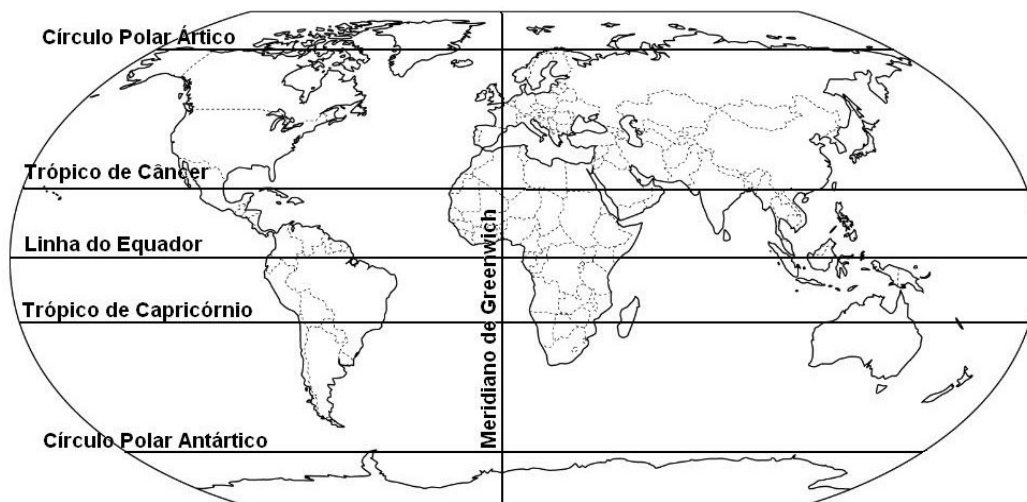 Círculo Polar Ártico
Trópico de Câncer
Linha do Equador
Trópico de Capricórnio
Círculo Polar Antártico
Meridiano de Greenwich